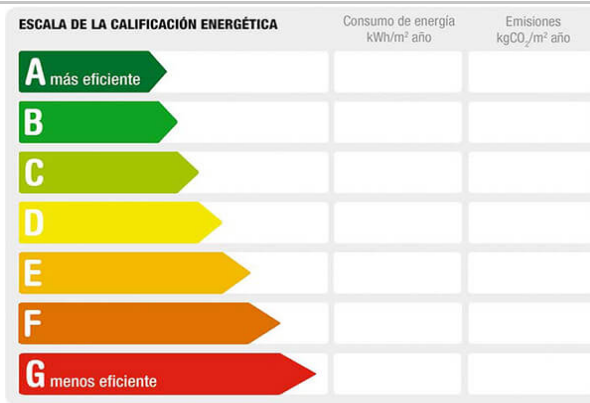 ESCALA DE LA CALIFICACIÓN ENERGÉTICA
Consumo de energía
kWh/m² año
Emisiones
kgCO₂/m² año
A más eficiente
B
C
D
E
F
G menos eficiente